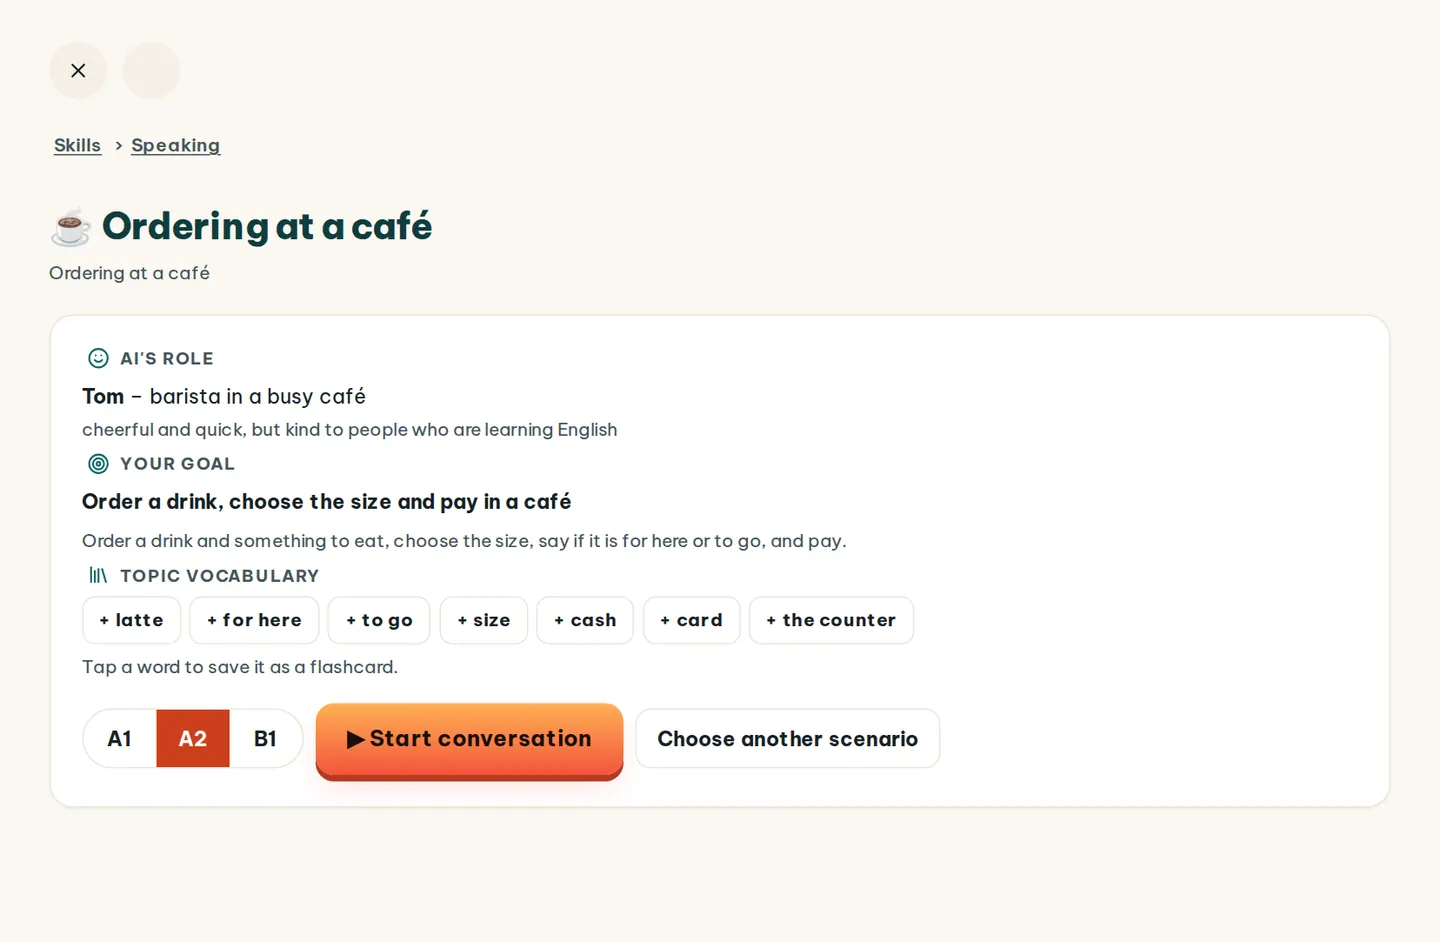 Skills > Speaking
☕ Ordering at a café
Ordering at a café
AI'S ROLE
Tom – barista in a busy café
cheerful and quick, but kind to people who are learning English
YOUR GOAL
Order a drink, choose the size and pay in a café
Order a drink and something to eat, choose the size, say if it is for here or to go, and pay.
TOPIC VOCABULARY
+ latte + for here + to go + size + cash + card + the counter
Tap a word to save it as a flashcard.
A1 A2 B1 ▶ Start conversation Choose another scenario